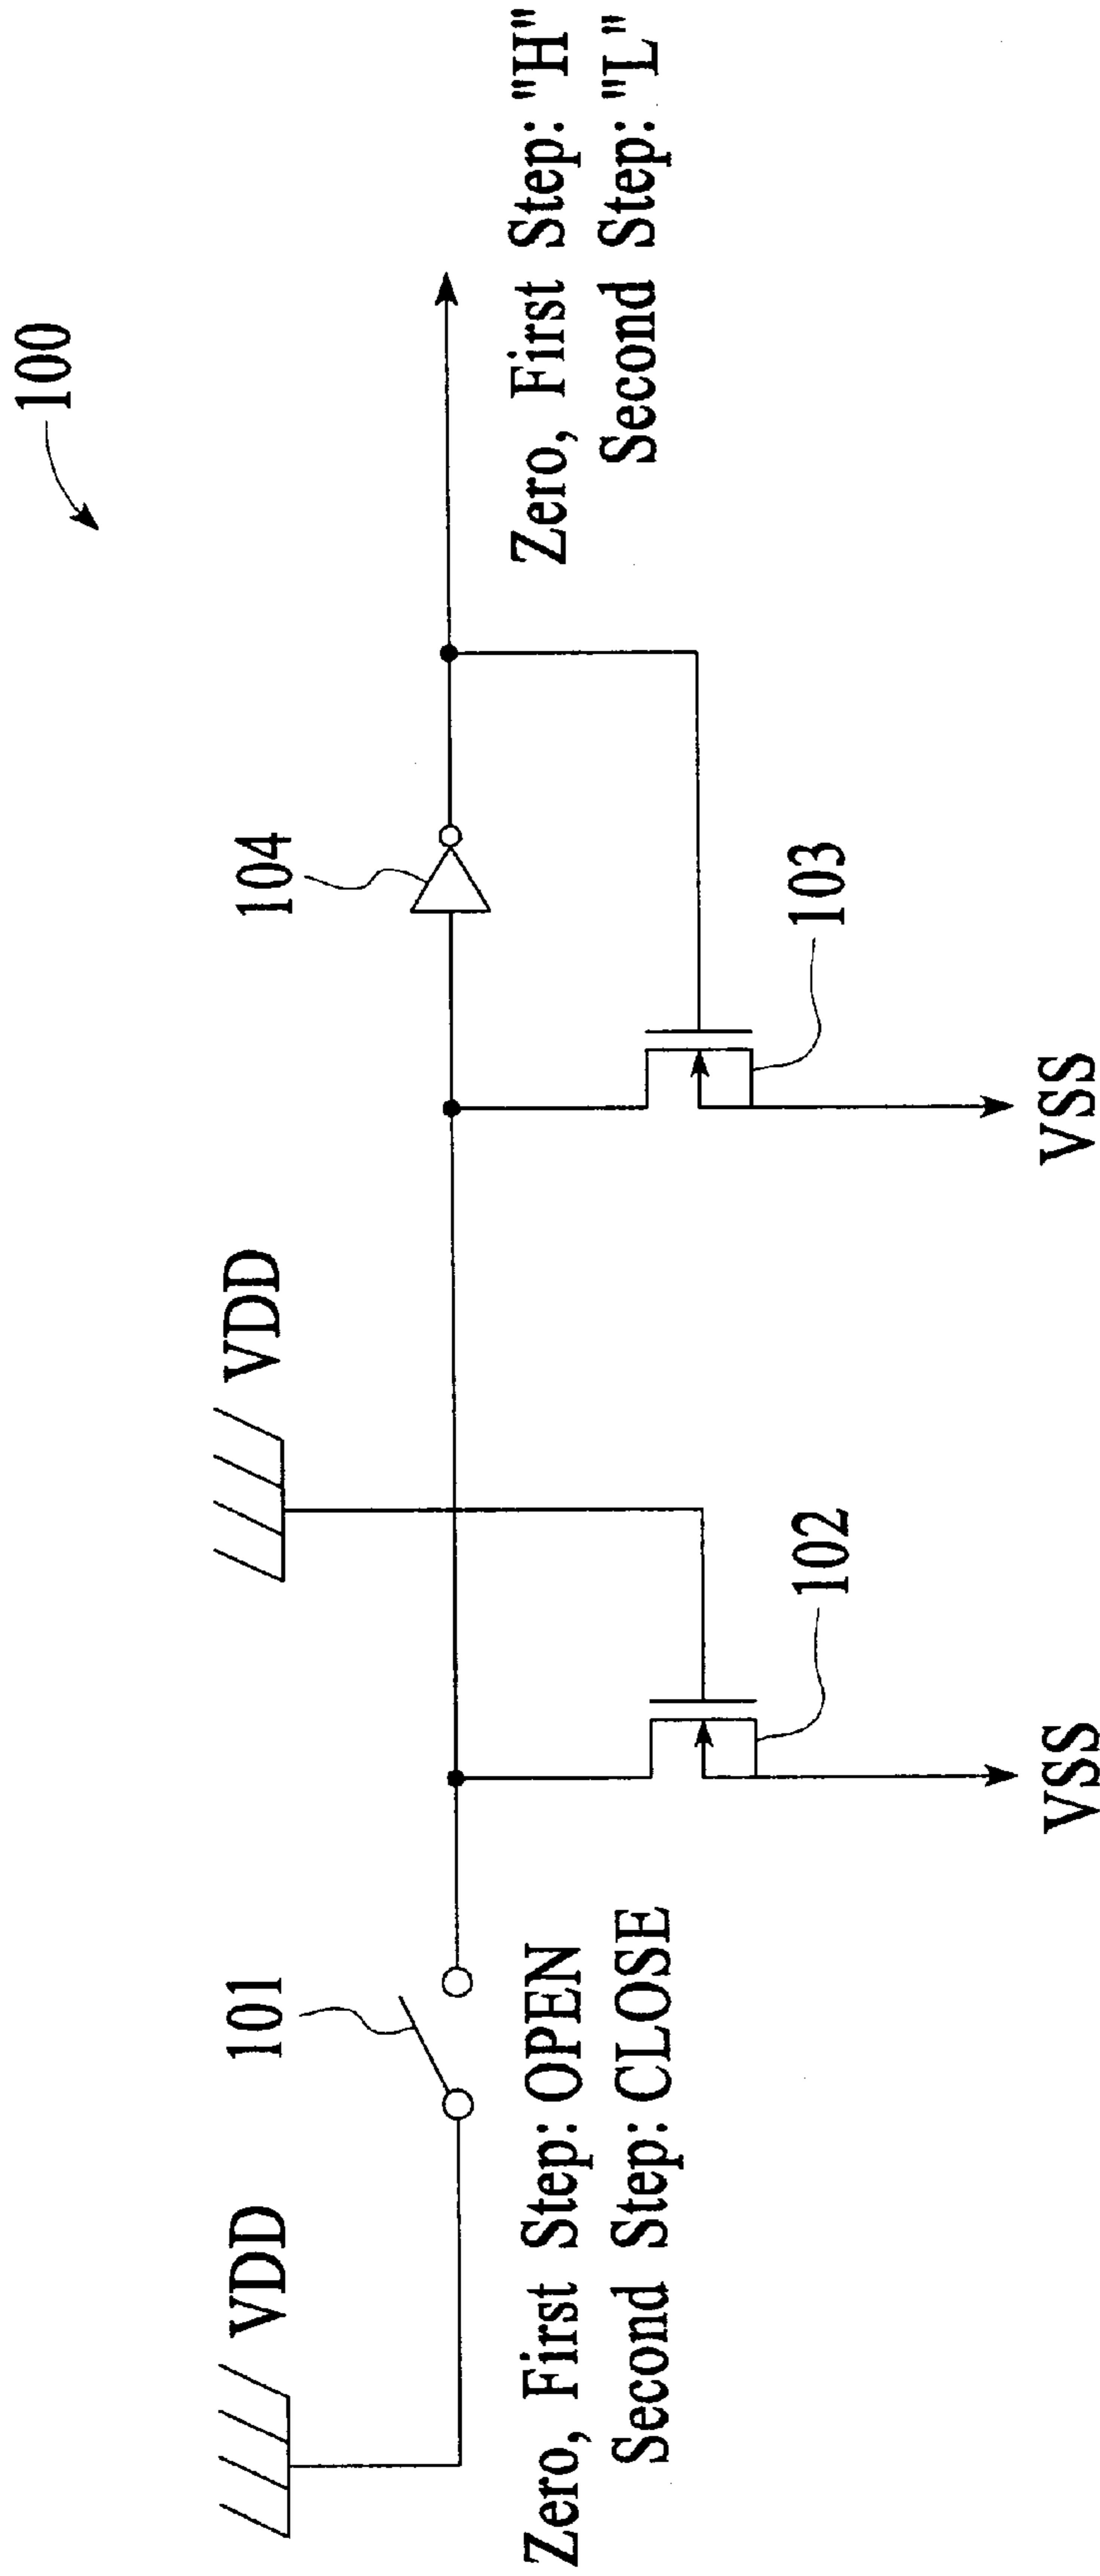 100
VDD
101
Zero, First Step: OPEN
Second Step: CLOSE
VDD
102
VSS
104
103
VSS
Zero, First Step: "H"
Second Step: "L"